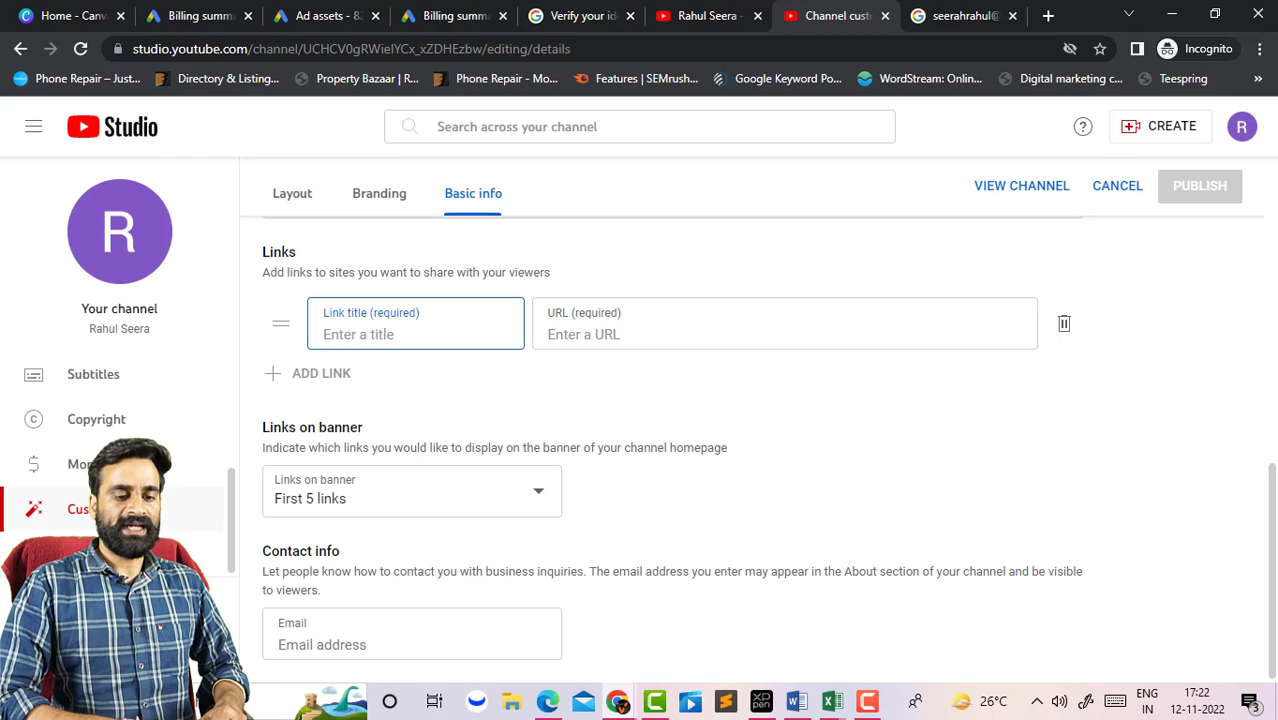 Home - Canva
Billing summa
Ad assets - 82
Billing summa
Verify your ide
Rahul Seera -
Channel cust
seerahrahul@
studio.youtube.com/channel/UCHCV0gRWielYCx_xZDHEzbw/editing/details
Incognito
Phone Repair – Just...
Directory & Listing...
Property Bazaar | R...
Phone Repair - Mo...
Features | SEMrush...
Google Keyword Po...
WordStream: Onlin...
Digital marketing c...
Teespring
Studio
Search across your channel
CREATE
R
R
Your channel
Rahul Seera
Subtitles
Copyright
Mo
Cus
Layout
Branding
Basic info
VIEW CHANNEL
CANCEL
PUBLISH
Links
Add links to sites you want to share with your viewers
Link title (required)
Enter a title
URL (required)
Enter a URL
ADD LINK
Links on banner
Indicate which links you would like to display on the banner of your channel homepage
Links on banner
First 5 links
Contact info
Let people know how to contact you with business inquiries. The email address you enter may appear in the About section of your channel and be visible
to viewers.
Email
Email address
26°C
ENG
IN
17:22
12-11-2022
3